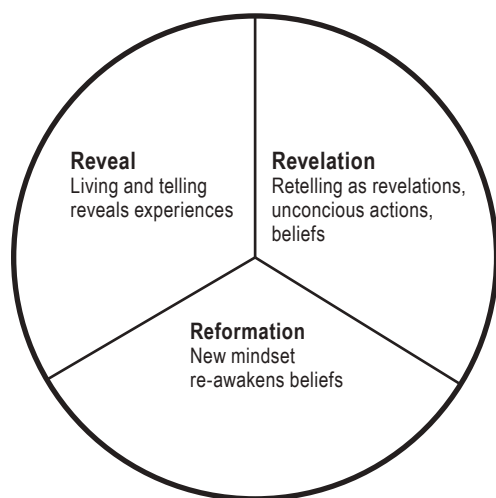 Reveal
Living and telling
reveals experiences
Revelation
Retelling as revelations,
unconcious actions,
beliefs
Reformation
New mindset
re-awakens beliefs